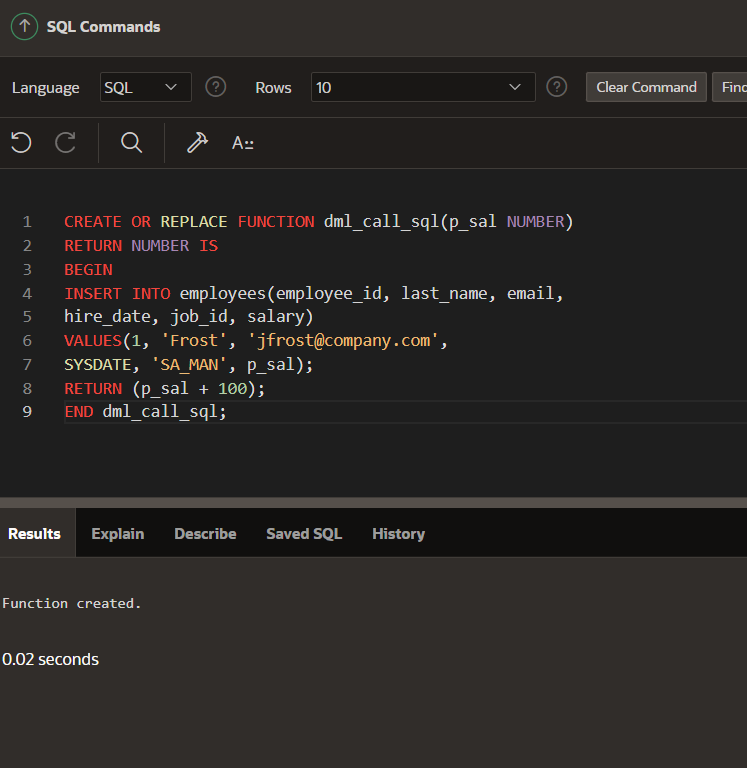 SQL Commands
Language SQL Rows 10 Clear Command
A::
1 CREATE OR REPLACE FUNCTION dml_call_sql(p_sal NUMBER)
2 RETURN NUMBER IS
3 BEGIN
4 INSERT INTO employees(employee_id, last_name, email,
5 hire_date, job_id, salary)
6 VALUES(1, 'Frost', 'jfrost@company.com',
7 SYSDATE, 'SA_MAN', p_sal);
8 RETURN (p_sal + 100);
9 END dml_call_sql;
Results Explain Describe Saved SQL History
Function created.
0.02 seconds